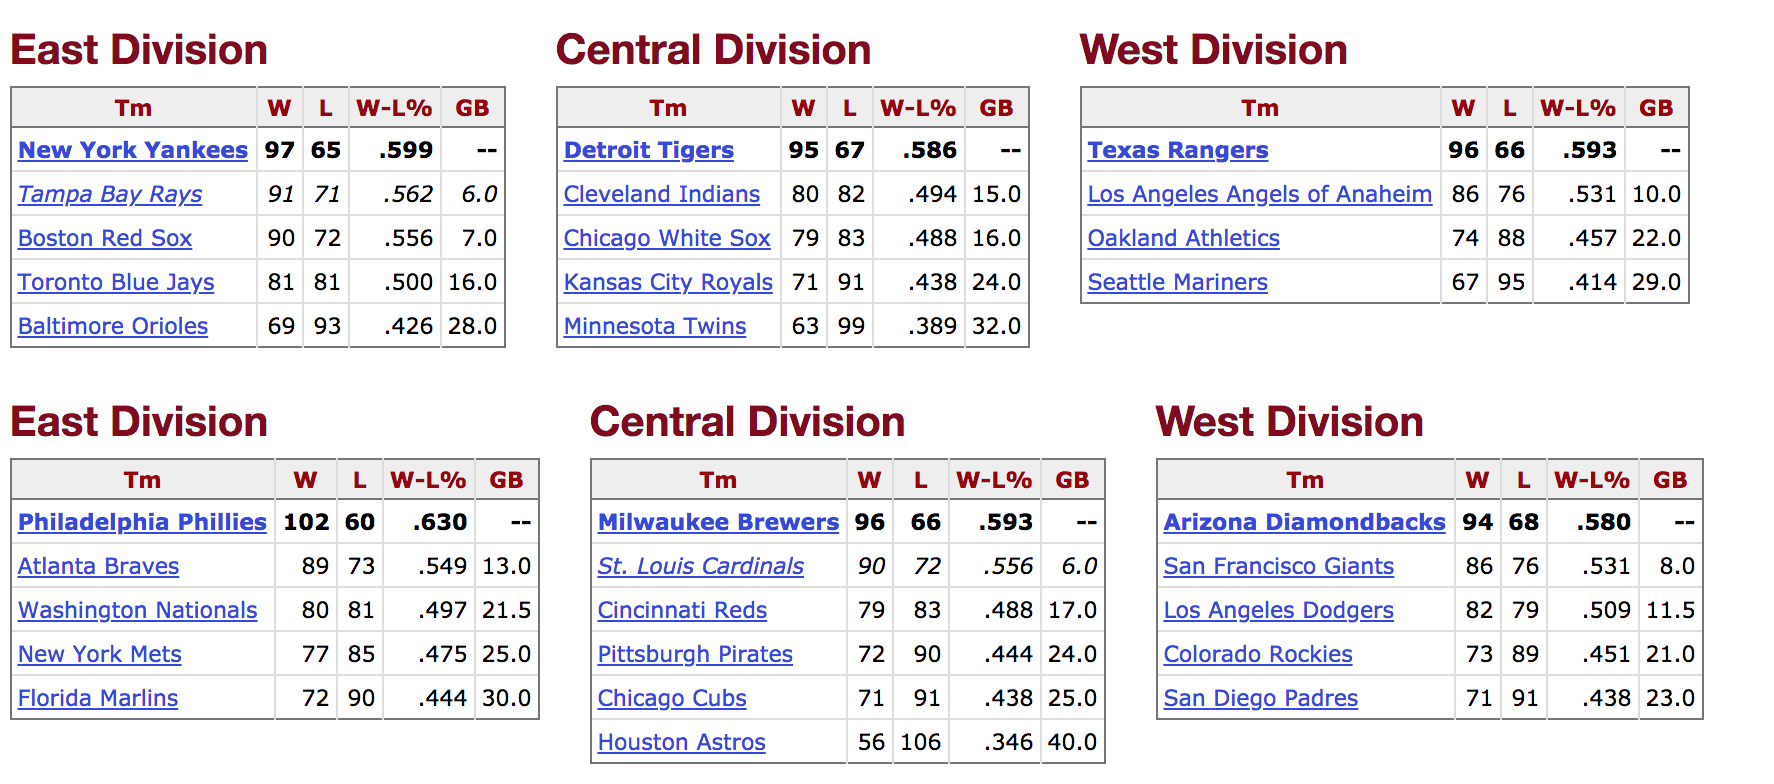 East Division
Tm W L W-L% GB
New York Yankees 97 65 .599 --
Tampa Bay Rays 91 71 .562 6.0
Boston Red Sox 90 72 .556 7.0
Toronto Blue Jays 81 81 .500 16.0
Baltimore Orioles 69 93 .426 28.0
Central Division
Tm W L W-L% GB
Detroit Tigers 95 67 .586 --
Cleveland Indians 80 82 .494 15.0
Chicago White Sox 79 83 .488 16.0
Kansas City Royals 71 91 .438 24.0
Minnesota Twins 63 99 .389 32.0
West Division
Tm W L W-L% GB
Texas Rangers 96 66 .593 --
Los Angeles Angels of Anaheim 86 76 .531 10.0
Oakland Athletics 74 88 .457 22.0
Seattle Mariners 67 95 .414 29.0
East Division
Tm W L W-L% GB
Philadelphia Phillies 102 60 .630 --
Atlanta Braves 89 73 .549 13.0
Washington Nationals 80 81 .497 21.5
New York Mets 77 85 .475 25.0
Florida Marlins 72 90 .444 30.0
Central Division
Tm W L W-L% GB
Milwaukee Brewers 96 66 .593 --
St. Louis Cardinals 90 72 .556 6.0
Cincinnati Reds 79 83 .488 17.0
Pittsburgh Pirates 72 90 .444 24.0
Chicago Cubs 71 91 .438 25.0
Houston Astros 56 106 .346 40.0
West Division
Tm W L W-L% GB
Arizona Diamondbacks 94 68 .580 --
San Francisco Giants 86 76 .531 8.0
Los Angeles Dodgers 82 79 .509 11.5
Colorado Rockies 73 89 .451 21.0
San Diego Padres 71 91 .438 23.0